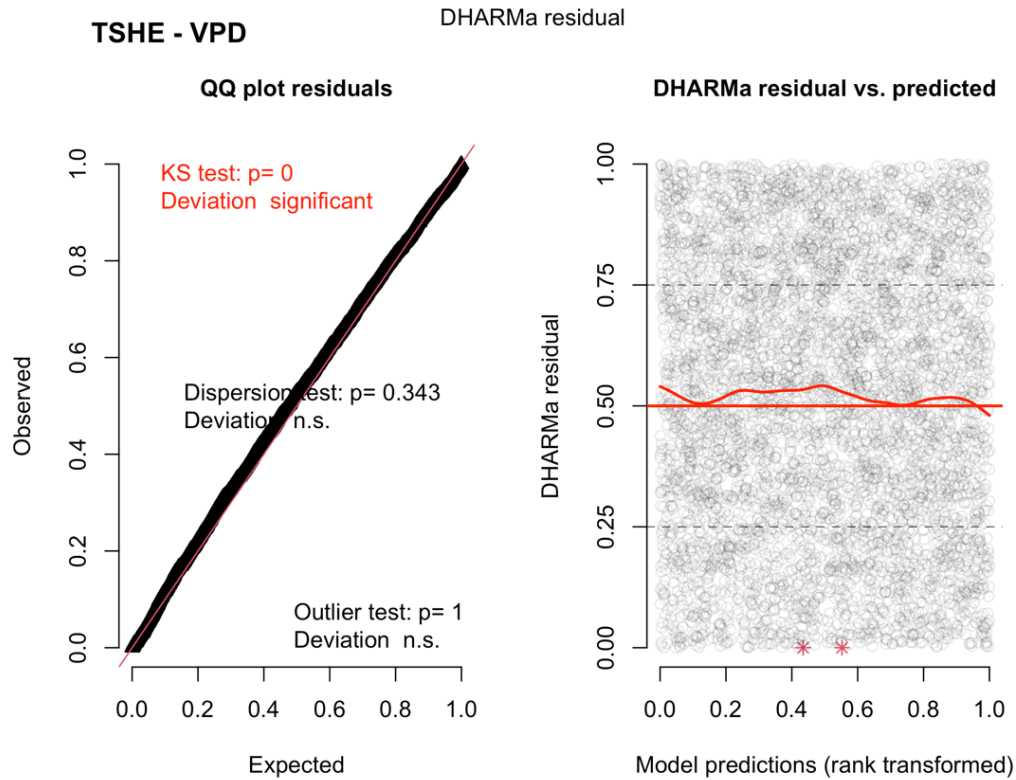 DHARMa residual
TSHE - VPD
QQ plot residuals
KS test: p= 0
Deviation  significant
Dispersion test: p= 0.343
Deviation  n.s.
Outlier test: p= 1
Deviation  n.s.
Observed
0.0 0.2 0.4 0.6 0.8 1.0
0.0 0.2 0.4 0.6 0.8 1.0
Expected
DHARMa residual vs. predicted
DHARMa residual
0.00 0.25 0.50 0.75 1.00
0.0 0.2 0.4 0.6 0.8 1.0
Model predictions (rank transformed)